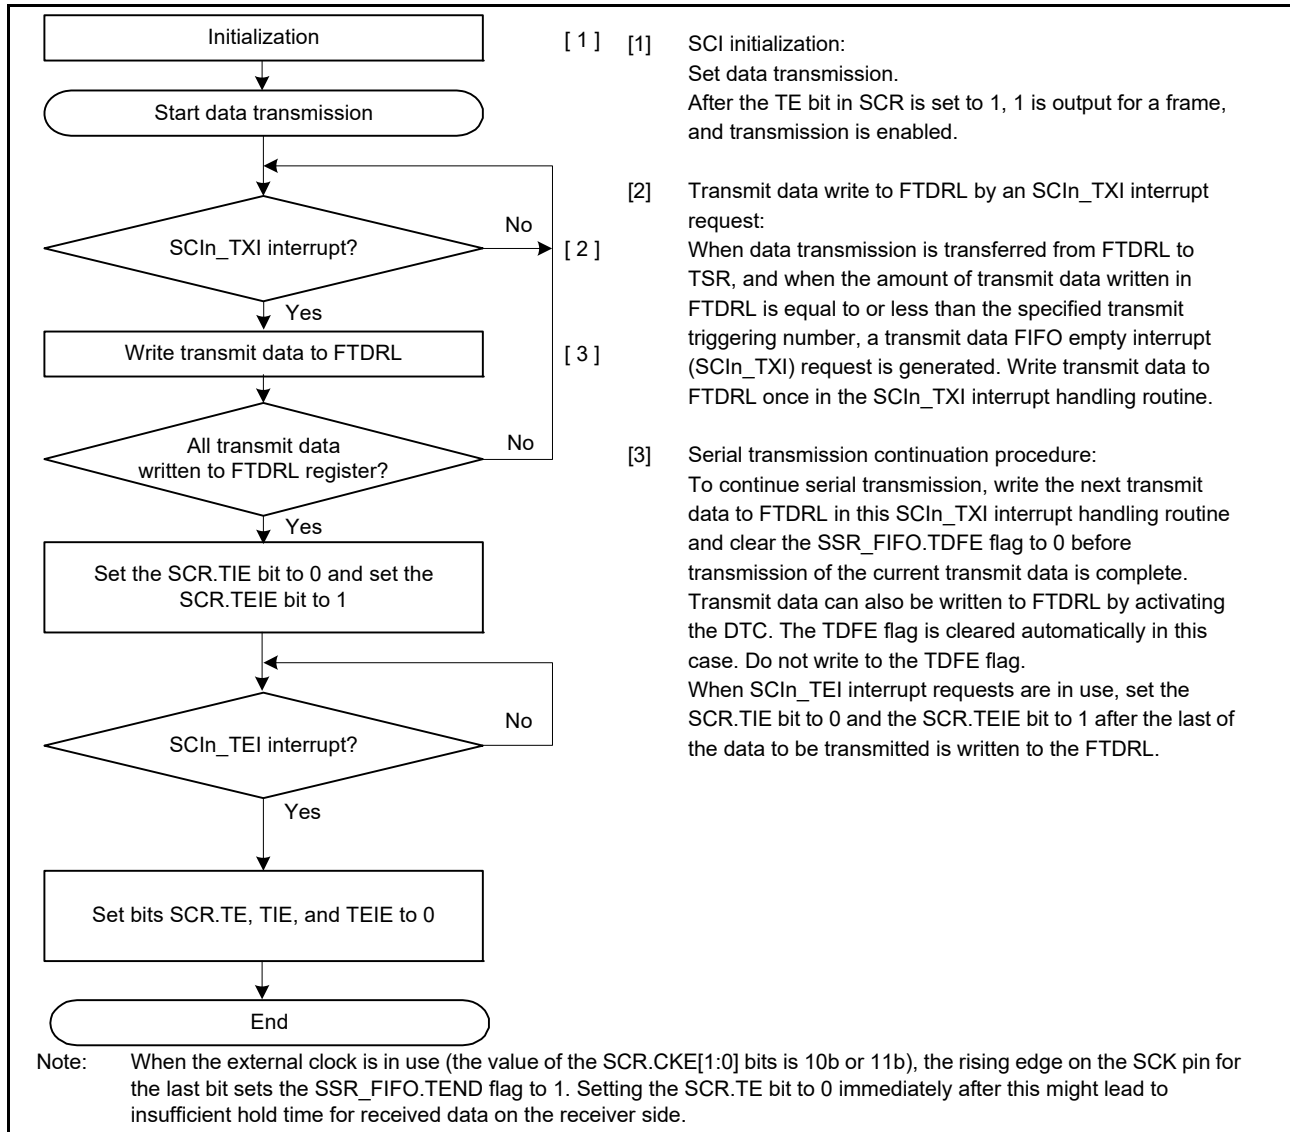 Initialization
[ 1 ]
Start data transmission
SCIn_TXI interrupt?
No
[ 2 ]
Yes
Write transmit data to FTDRL
[ 3 ]
All transmit data
written to FTDRL register?
No
Yes
Set the SCR.TIE bit to 0 and set the
SCR.TEIE bit to 1
SCIn_TEI interrupt?
No
Yes
Set bits SCR.TE, TIE, and TEIE to 0
End
[1] SCI initialization:
Set data transmission.
After the TE bit in SCR is set to 1, 1 is output for a frame,
and transmission is enabled.
[2] Transmit data write to FTDRL by an SCIn_TXI interrupt
request:
When data transmission is transferred from FTDRL to
TSR, and when the amount of transmit data written in
FTDRL is equal to or less than the specified transmit
triggering number, a transmit data FIFO empty interrupt
(SCIn_TXI) request is generated. Write transmit data to
FTDRL once in the SCIn_TXI interrupt handling routine.
[3] Serial transmission continuation procedure:
To continue serial transmission, write the next transmit
data to FTDRL in this SCIn_TXI interrupt handling routine
and clear the SSR_FIFO.TDFE flag to 0 before
transmission of the current transmit data is complete.
Transmit data can also be written to FTDRL by activating
the DTC. The TDFE flag is cleared automatically in this
case. Do not write to the TDFE flag.
When SCIn_TEI interrupt requests are in use, set the
SCR.TIE bit to 0 and the SCR.TEIE bit to 1 after the last of
the data to be transmitted is written to the FTDRL.
Note: When the external clock is in use (the value of the SCR.CKE[1:0] bits is 10b or 11b), the rising edge on the SCK pin for
the last bit sets the SSR_FIFO.TEND flag to 1. Setting the SCR.TE bit to 0 immediately after this might lead to
insufficient hold time for received data on the receiver side.